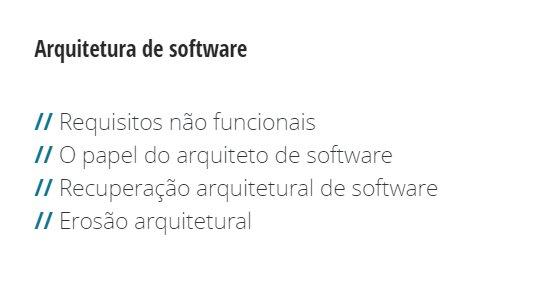 Arquitetura de software
// Requisitos não funcionais
// O papel do arquiteto de software
// Recuperação arquitetural de software
// Erosão arquitetural